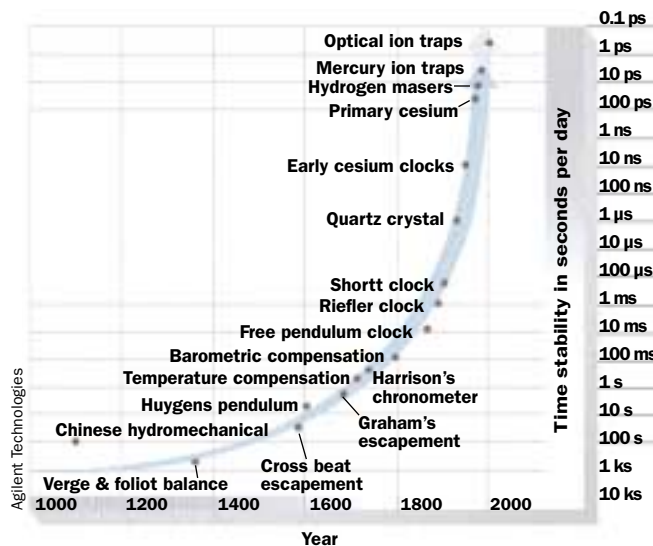 0.1 ps
Optical ion traps
1 ps
Mercury ion traps
10 ps
Hydrogen masers
Primary cesium
100 ps
1 ns
Early cesium clocks
10 ns
100 ns
Quartz crystal
1 µs
10 µs
Shortt clock
100 µs
Riefler clock
1 ms
Free pendulum clock
10 ms
Barometric compensation
100 ms
Temperature compensation
Harrison's
chronometer
1 s
Huygens pendulum
10 s
Graham's
escapement
Chinese hydromechanical
100 s
Cross beat
escapement
1 ks
Verge & foliot balance
10 ks
Time stability in seconds per day
Agilent Technologies
1000 1200 1400 1600 1800 2000
Year